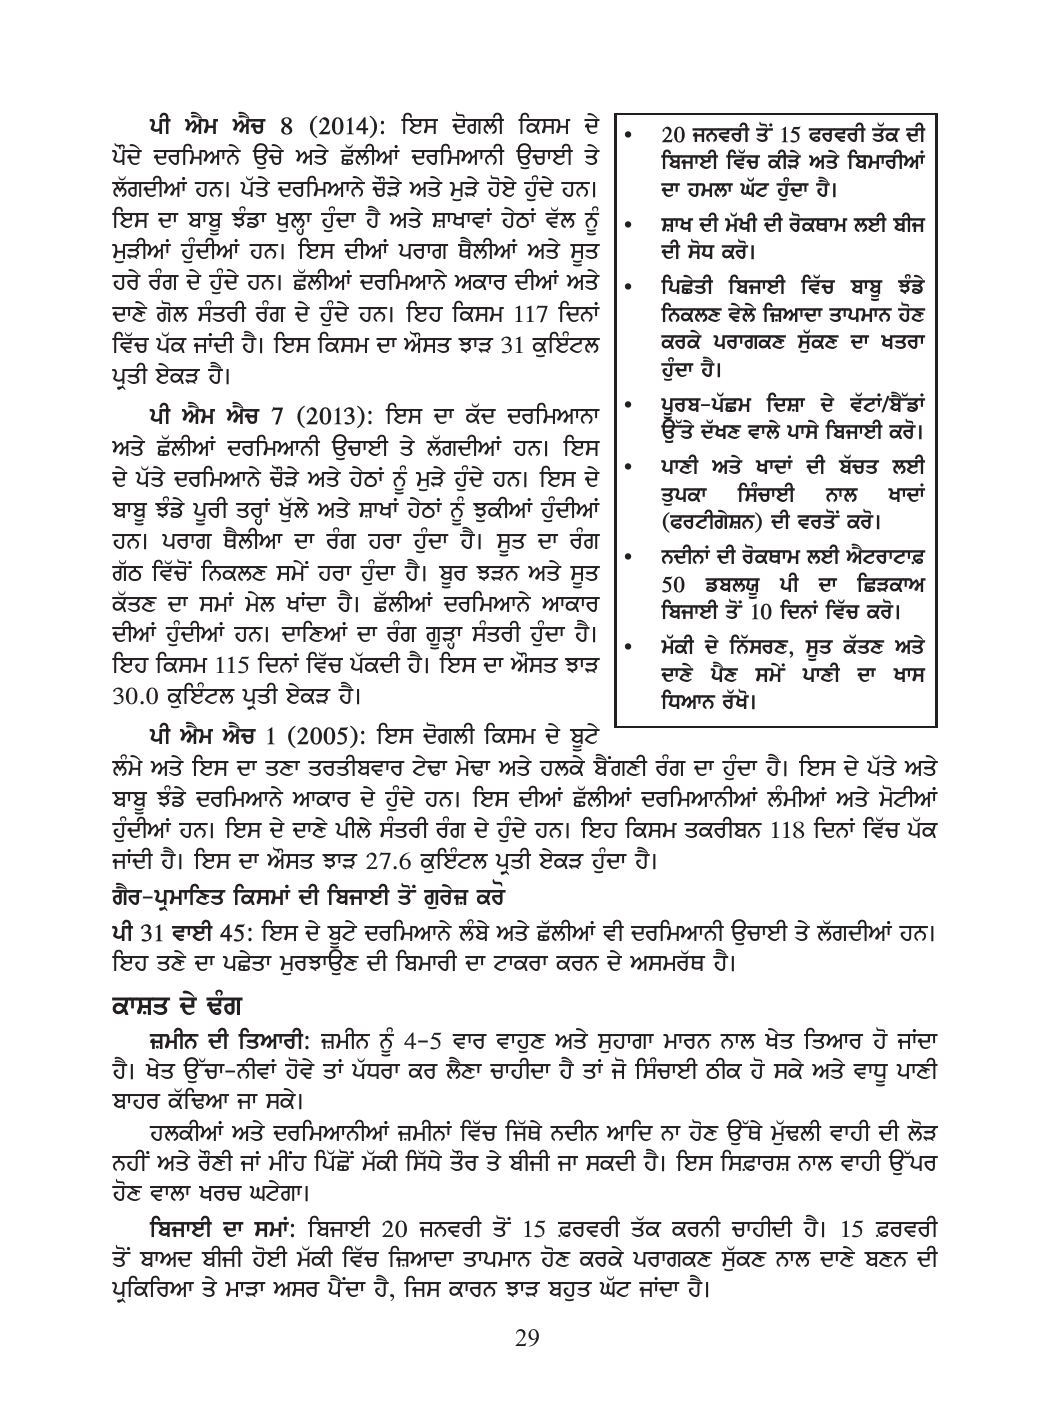 ਪੀ ਐਮ ਐਚ 8 (2014): ਇਸ ਦੋਗਲੀ ਕਿਸਮ ਦੇ
ਪੌਦੇ ਦਰਮਿਆਨੇ ਉਚੇ ਅਤੇ ਛੱਲੀਆਂ ਦਰਮਿਆਨੀ ਉਚਾਈ ਤੇ
ਲੱਗਦੀਆਂ ਹਨ। ਪੱਤੇ ਦਰਮਿਆਨੇ ਚੌੜੇ ਅਤੇ ਮੁੜੇ ਹੋਏ ਹੁੰਦੇ ਹਨ।
ਇਸ ਦਾ ਬਾਬੂ ਝੰਡਾ ਖੁਲ੍ਹਾ ਹੁੰਦਾ ਹੈ ਅਤੇ ਸ਼ਾਖਾਵਾਂ ਹੇਠਾਂ ਵੱਲ ਨੂੰ
ਮੁੜੀਆਂ ਹੁੰਦੀਆਂ ਹਨ। ਇਸ ਦੀਆਂ ਪਰਾਗ ਥੈਲੀਆਂ ਅਤੇ ਸੂਤ
ਹਰੇ ਰੰਗ ਦੇ ਹੁੰਦੇ ਹਨ। ਛੱਲੀਆਂ ਦਰਮਿਆਨੇ ਅਕਾਰ ਦੀਆਂ ਅਤੇ
ਦਾਣੇ ਗੋਲ ਸੰਤਰੀ ਰੰਗ ਦੇ ਹੁੰਦੇ ਹਨ। ਇਹ ਕਿਸਮ 117 ਦਿਨਾਂ
ਵਿੱਚ ਪੱਕ ਜਾਂਦੀ ਹੈ। ਇਸ ਕਿਸਮ ਦਾ ਔਸਤ ਝਾੜ 31 ਕੁਇੰਟਲ
ਪ੍ਰਤੀ ਏਕੜ ਹੈ।
ਪੀ ਐਮ ਐਚ 7 (2013): ਇਸ ਦਾ ਕੱਦ ਦਰਮਿਆਨਾ
ਅਤੇ ਛੱਲੀਆਂ ਦਰਮਿਆਨੀ ਉਚਾਈ ਤੇ ਲੱਗਦੀਆਂ ਹਨ। ਇਸ
ਦੇ ਪੱਤੇ ਦਰਮਿਆਨੇ ਚੌੜੇ ਅਤੇ ਹੇਠਾਂ ਨੂੰ ਮੁੜੇ ਹੁੰਦੇ ਹਨ। ਇਸ ਦੇ
ਬਾਬੂ ਝੰਡੇ ਪੂਰੀ ਤਰ੍ਹਾਂ ਖੁੱਲੇ ਅਤੇ ਸ਼ਾਖਾਂ ਹੇਠਾਂ ਨੂੰ ਝੁਕੀਆਂ ਹੁੰਦੀਆਂ
ਹਨ। ਪਰਾਗ ਥੈਲੀਆ ਦਾ ਰੰਗ ਹਰਾ ਹੁੰਦਾ ਹੈ। ਸੂਤ ਦਾ ਰੰਗ
ਗੱਠ ਵਿੱਚੋਂ ਨਿਕਲਣ ਸਮੇਂ ਹਰਾ ਹੁੰਦਾ ਹੈ। ਬੂਰ ਝੜਨ ਅਤੇ ਸੂਤ
ਕੱਤਣ ਦਾ ਸਮਾਂ ਮੇਲ ਖਾਂਦਾ ਹੈ। ਛੱਲੀਆਂ ਦਰਮਿਆਨੇ ਆਕਾਰ
ਦੀਆਂ ਹੁੰਦੀਆਂ ਹਨ। ਦਾਣਿਆਂ ਦਾ ਰੰਗ ਗੂੜ੍ਹਾ ਸੰਤਰੀ ਹੁੰਦਾ ਹੈ।
ਇਹ ਕਿਸਮ 115 ਦਿਨਾਂ ਵਿੱਚ ਪੱਕਦੀ ਹੈ। ਇਸ ਦਾ ਔਸਤ ਝਾੜ
30.0 ਕੁਇੰਟਲ ਪ੍ਰਤੀ ਏਕੜ ਹੈ।
• 20 ਜਨਵਰੀ ਤੋਂ 15 ਫਰਵਰੀ ਤੱਕ ਦੀ
ਬਿਜਾਈ ਵਿੱਚ ਕੀੜੇ ਅਤੇ ਬਿਮਾਰੀਆਂ
ਦਾ ਹਮਲਾ ਘੱਟ ਹੁੰਦਾ ਹੈ।
• ਸ਼ਾਖ ਦੀ ਮੱਖੀ ਦੀ ਰੋਕਥਾਮ ਲਈ ਬੀਜ
ਦੀ ਸੋਧ ਕਰੋ।
• ਪਿਛੇਤੀ ਬਿਜਾਈ ਵਿੱਚ ਬਾਬੂ ਝੰਡੇ
ਨਿਕਲਣ ਵੇਲੇ ਜ਼ਿਆਦਾ ਤਾਪਮਾਨ ਹੋਣ
ਕਰਕੇ ਪਰਾਗਕਣ ਸੁੱਕਣ ਦਾ ਖਤਰਾ
ਹੁੰਦਾ ਹੈ।
• ਪੂਰਬ-ਪੱਛਮ ਦਿਸ਼ਾ ਦੇ ਵੱਟਾਂ/ਬੈੱਡਾਂ
ਉੱਤੇ ਦੱਖਣ ਵਾਲੇ ਪਾਸੇ ਬਿਜਾਈ ਕਰੋ।
• ਪਾਣੀ ਅਤੇ ਖਾਦਾਂ ਦੀ ਬੱਚਤ ਲਈ
ਤੁਪਕਾ ਸਿੰਚਾਈ ਨਾਲ ਖਾਦਾਂ
(ਫਰਟੀਗੇਸ਼ਨ) ਦੀ ਵਰਤੋਂ ਕਰੋ।
• ਨਦੀਨਾਂ ਦੀ ਰੋਕਥਾਮ ਲਈ ਐਟਰਾਟਾਫ਼
50 ਡਬਲਯੂ ਪੀ ਦਾ ਛਿੜਕਾਅ
ਬਿਜਾਈ ਤੋਂ 10 ਦਿਨਾਂ ਵਿੱਚ ਕਰੋ।
• ਮੱਕੀ ਦੇ ਨਿੱਸਰਣ, ਸੂਤ ਕੱਤਣ ਅਤੇ
ਦਾਣੇ ਪੈਣ ਸਮੇਂ ਪਾਣੀ ਦਾ ਖਾਸ
ਧਿਆਨ ਰੱਖੋ।
ਪੀ ਐਮ ਐਚ 1 (2005): ਇਸ ਦੋਗਲੀ ਕਿਸਮ ਦੇ ਬੂਟੇ
ਲੰਮੇ ਅਤੇ ਇਸ ਦਾ ਤਣਾ ਤਰਤੀਬਵਾਰ ਟੇਢਾ ਮੇਢਾ ਅਤੇ ਹਲਕੇ ਬੈਂਗਣੀ ਰੰਗ ਦਾ ਹੁੰਦਾ ਹੈ। ਇਸ ਦੇ ਪੱਤੇ ਅਤੇ
ਬਾਬੂ ਝੰਡੇ ਦਰਮਿਆਨੇ ਆਕਾਰ ਦੇ ਹੁੰਦੇ ਹਨ। ਇਸ ਦੀਆਂ ਛੱਲੀਆਂ ਦਰਮਿਆਨੀਆਂ ਲੰਮੀਆਂ ਅਤੇ ਮੋਟੀਆਂ
ਹੁੰਦੀਆਂ ਹਨ। ਇਸ ਦੇ ਦਾਣੇ ਪੀਲੇ ਸੰਤਰੀ ਰੰਗ ਦੇ ਹੁੰਦੇ ਹਨ। ਇਹ ਕਿਸਮ ਤਕਰੀਬਨ 118 ਦਿਨਾਂ ਵਿੱਚ ਪੱਕ
ਜਾਂਦੀ ਹੈ। ਇਸ ਦਾ ਔਸਤ ਝਾੜ 27.6 ਕੁਇੰਟਲ ਪ੍ਰਤੀ ਏਕੜ ਹੁੰਦਾ ਹੈ।
ਗੈਰ-ਪ੍ਰਮਾਣਿਤ ਕਿਸਮਾਂ ਦੀ ਬਿਜਾਈ ਤੋਂ ਗੁਰੇਜ਼ ਕਰੋ
ਪੀ 31 ਵਾਈ 45: ਇਸ ਦੇ ਬੂਟੇ ਦਰਮਿਆਨੇ ਲੰਬੇ ਅਤੇ ਛੱਲੀਆਂ ਵੀ ਦਰਮਿਆਨੀ ਉਚਾਈ ਤੇ ਲੱਗਦੀਆਂ ਹਨ।
ਇਹ ਤਣੇ ਦਾ ਪਛੇਤਾ ਮੁਰਝਾਉਣ ਦੀ ਬਿਮਾਰੀ ਦਾ ਟਾਕਰਾ ਕਰਨ ਦੇ ਅਸਮਰੱਥ ਹੈ।
ਕਾਸ਼ਤ ਦੇ ਢੰਗ
ਜ਼ਮੀਨ ਦੀ ਤਿਆਰੀ: ਜ਼ਮੀਨ ਨੂੰ 4-5 ਵਾਰ ਵਾਹੁਣ ਅਤੇ ਸੁਹਾਗਾ ਮਾਰਨ ਨਾਲ ਖੇਤ ਤਿਆਰ ਹੋ ਜਾਂਦਾ
ਹੈ। ਖੇਤ ਉੱਚਾ-ਨੀਵਾਂ ਹੋਵੇ ਤਾਂ ਪੱਧਰਾ ਕਰ ਲੈਣਾ ਚਾਹੀਦਾ ਹੈ ਤਾਂ ਜੋ ਸਿੰਚਾਈ ਠੀਕ ਹੋ ਸਕੇ ਅਤੇ ਵਾਧੂ ਪਾਣੀ
ਬਾਹਰ ਕੱਢਿਆ ਜਾ ਸਕੇ।
ਹਲਕੀਆਂ ਅਤੇ ਦਰਮਿਆਨੀਆਂ ਜ਼ਮੀਨਾਂ ਵਿੱਚ ਜਿੱਥੇ ਨਦੀਨ ਆਦਿ ਨਾ ਹੋਣ ਉੱਥੇ ਮੁੱਢਲੀ ਵਾਹੀ ਦੀ ਲੋੜ
ਨਹੀਂ ਅਤੇ ਰੌਣੀ ਜਾਂ ਮੀਂਹ ਪਿੱਛੋਂ ਮੱਕੀ ਸਿੱਧੇ ਤੌਰ ਤੇ ਬੀਜੀ ਜਾ ਸਕਦੀ ਹੈ। ਇਸ ਸਿਫ਼ਾਰਸ਼ ਨਾਲ ਵਾਹੀ ਉੱਪਰ
ਹੋਣ ਵਾਲਾ ਖਰਚ ਘਟੇਗਾ।
ਬਿਜਾਈ ਦਾ ਸਮਾਂ: ਬਿਜਾਈ 20 ਜਨਵਰੀ ਤੋਂ 15 ਫ਼ਰਵਰੀ ਤੱਕ ਕਰਨੀ ਚਾਹੀਦੀ ਹੈ। 15 ਫ਼ਰਵਰੀ
ਤੋਂ ਬਾਅਦ ਬੀਜੀ ਹੋਈ ਮੱਕੀ ਵਿੱਚ ਜ਼ਿਆਦਾ ਤਾਪਮਾਨ ਹੋਣ ਕਰਕੇ ਪਰਾਗਕਣ ਸੁੱਕਣ ਨਾਲ ਦਾਣੇ ਬਣਨ ਦੀ
ਪ੍ਰਕਿਰਿਆ ਤੇ ਮਾੜਾ ਅਸਰ ਪੈਂਦਾ ਹੈ, ਜਿਸ ਕਾਰਨ ਝਾੜ ਬਹੁਤ ਘੱਟ ਜਾਂਦਾ ਹੈ।
29